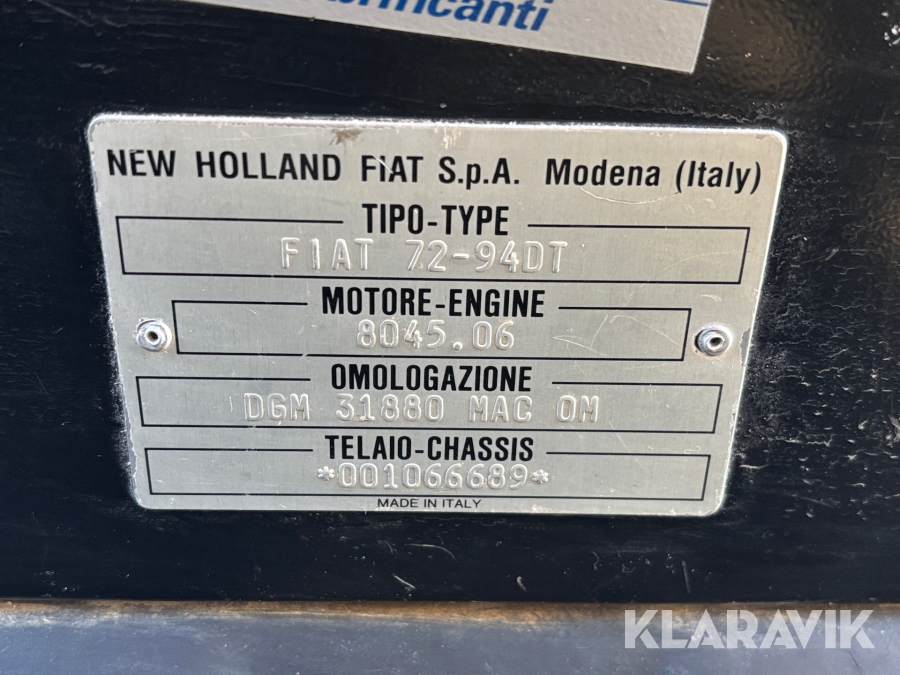 NEW HOLLAND FIAT S.p.A. Modena (Italy)
TIPO-TYPE
FIAT 72-94DT
MOTORE-ENGINE
8045.06
OMOLOGAZIONE
DGM 31880 MAC OM
TELAIO-CHASSIS
*001066689*
MADE IN ITALY
KLARAVIK